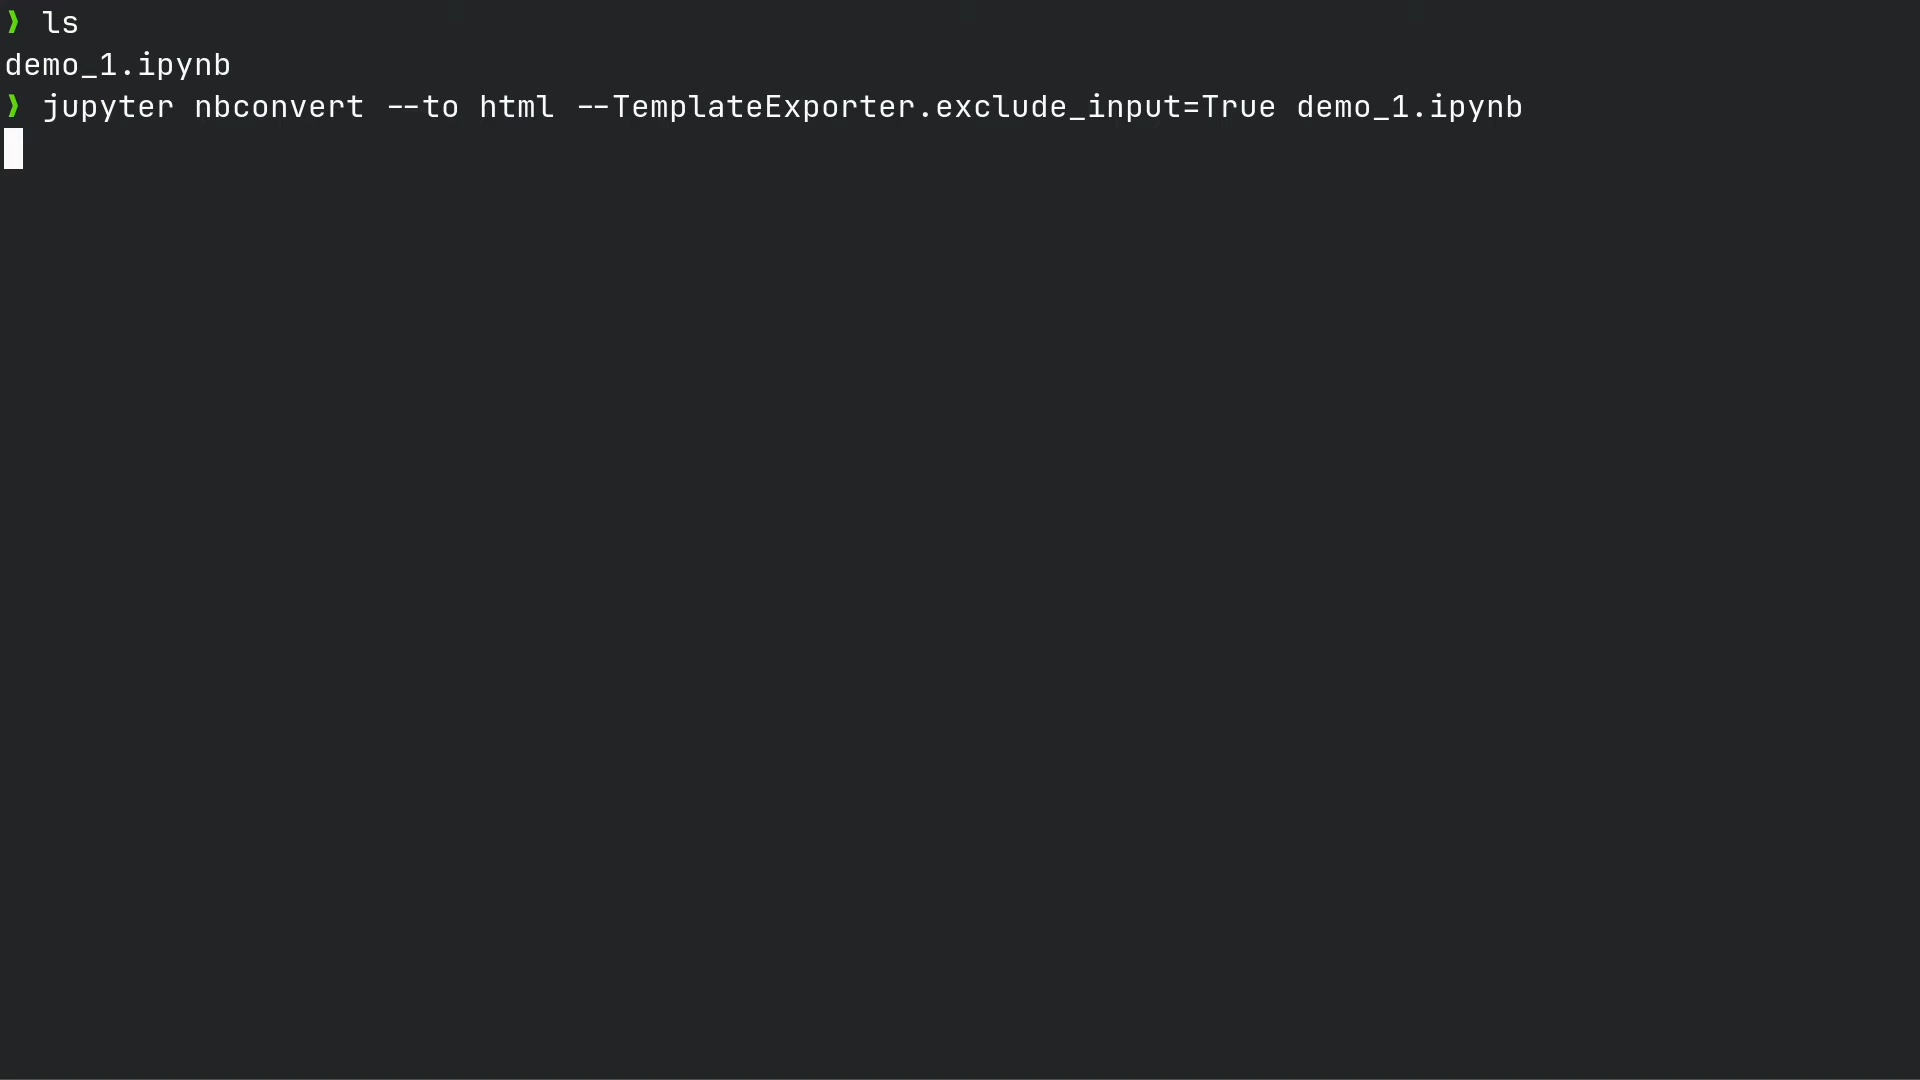 ❯ ls
demo_1.ipynb
❯ jupyter nbconvert --to html --TemplateExporter.exclude_input=True demo_1.ipynb